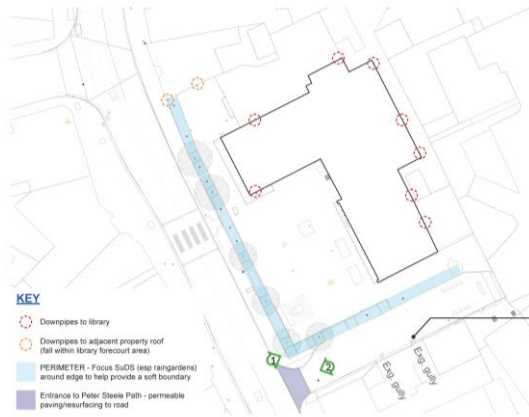 1
2
Exg. gully
Exg. gully
KEY
Downpipes to library
Downpipes to adjacent property roof
(fall within library forecourt area)
PERIMETER - Focus SuDS (esp raingardens)
around edge to help provide a soft boundary
Entrance to Peter Steele Path - permeable
paving/resurfacing to road